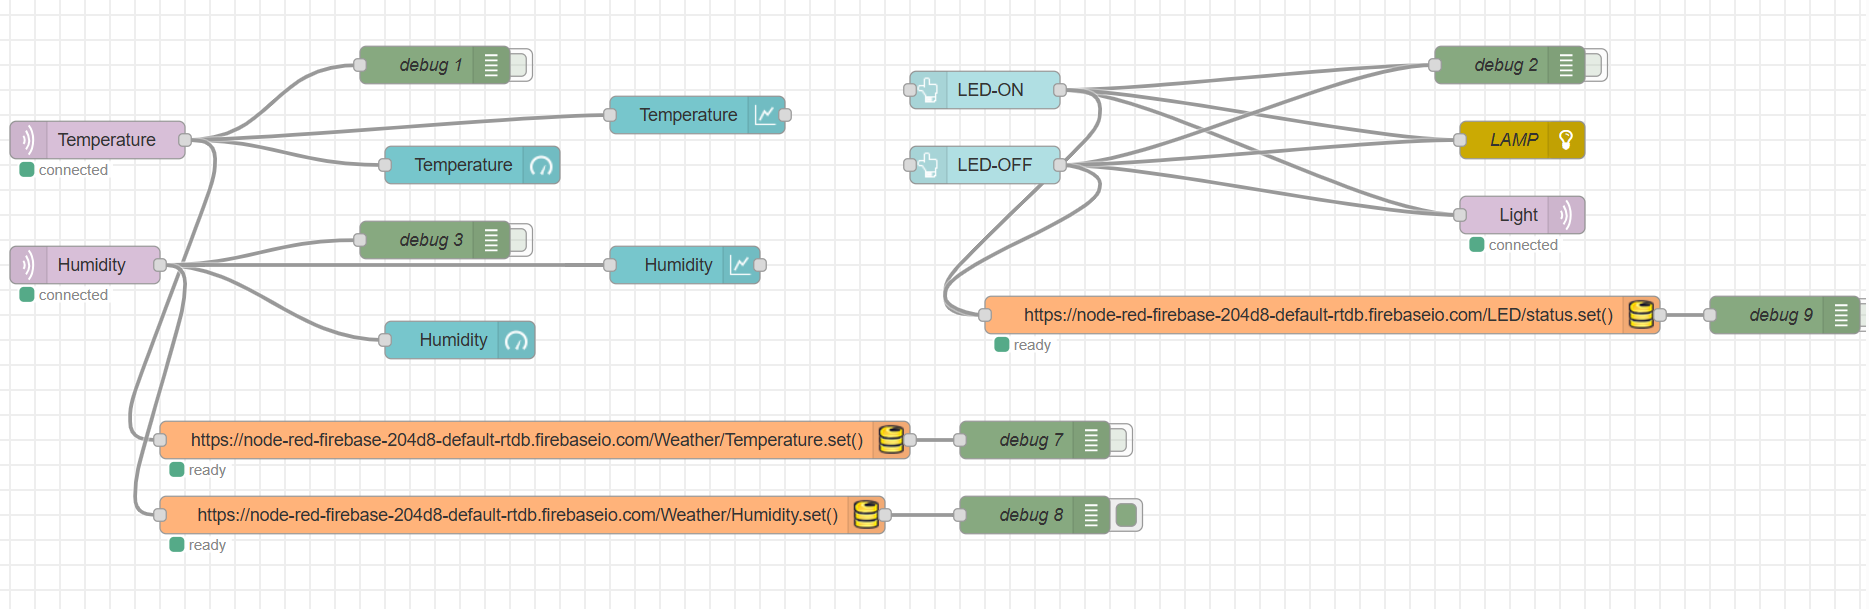 debug 1
Temperature
Temperature
connected
Temperature
debug 3
Humidity
Humidity
connected
Humidity
https://node-red-firebase-204d8-default-rtdb.firebaseio.com/Weather/Temperature.set()
ready
debug 7
https://node-red-firebase-204d8-default-rtdb.firebaseio.com/Weather/Humidity.set()
ready
debug 8
LED-ON
debug 2
LED-OFF
LAMP
Light
connected
https://node-red-firebase-204d8-default-rtdb.firebaseio.com/LED/status.set()
ready
debug 9